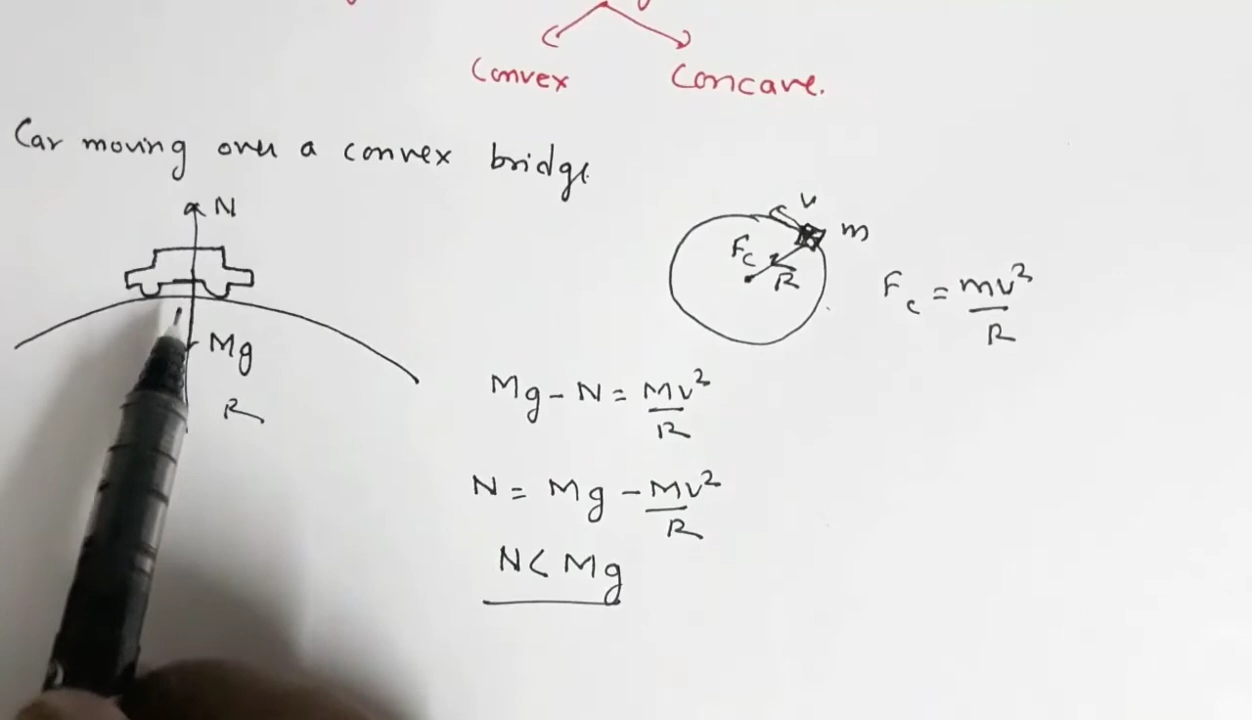 Convex Concave.
Car moving over a convex bridge
N
Mg
R
v
m
Fc
R
Fc = mv²/R
Mg - N = Mv²/R
N = Mg - Mv²/R
N < Mg